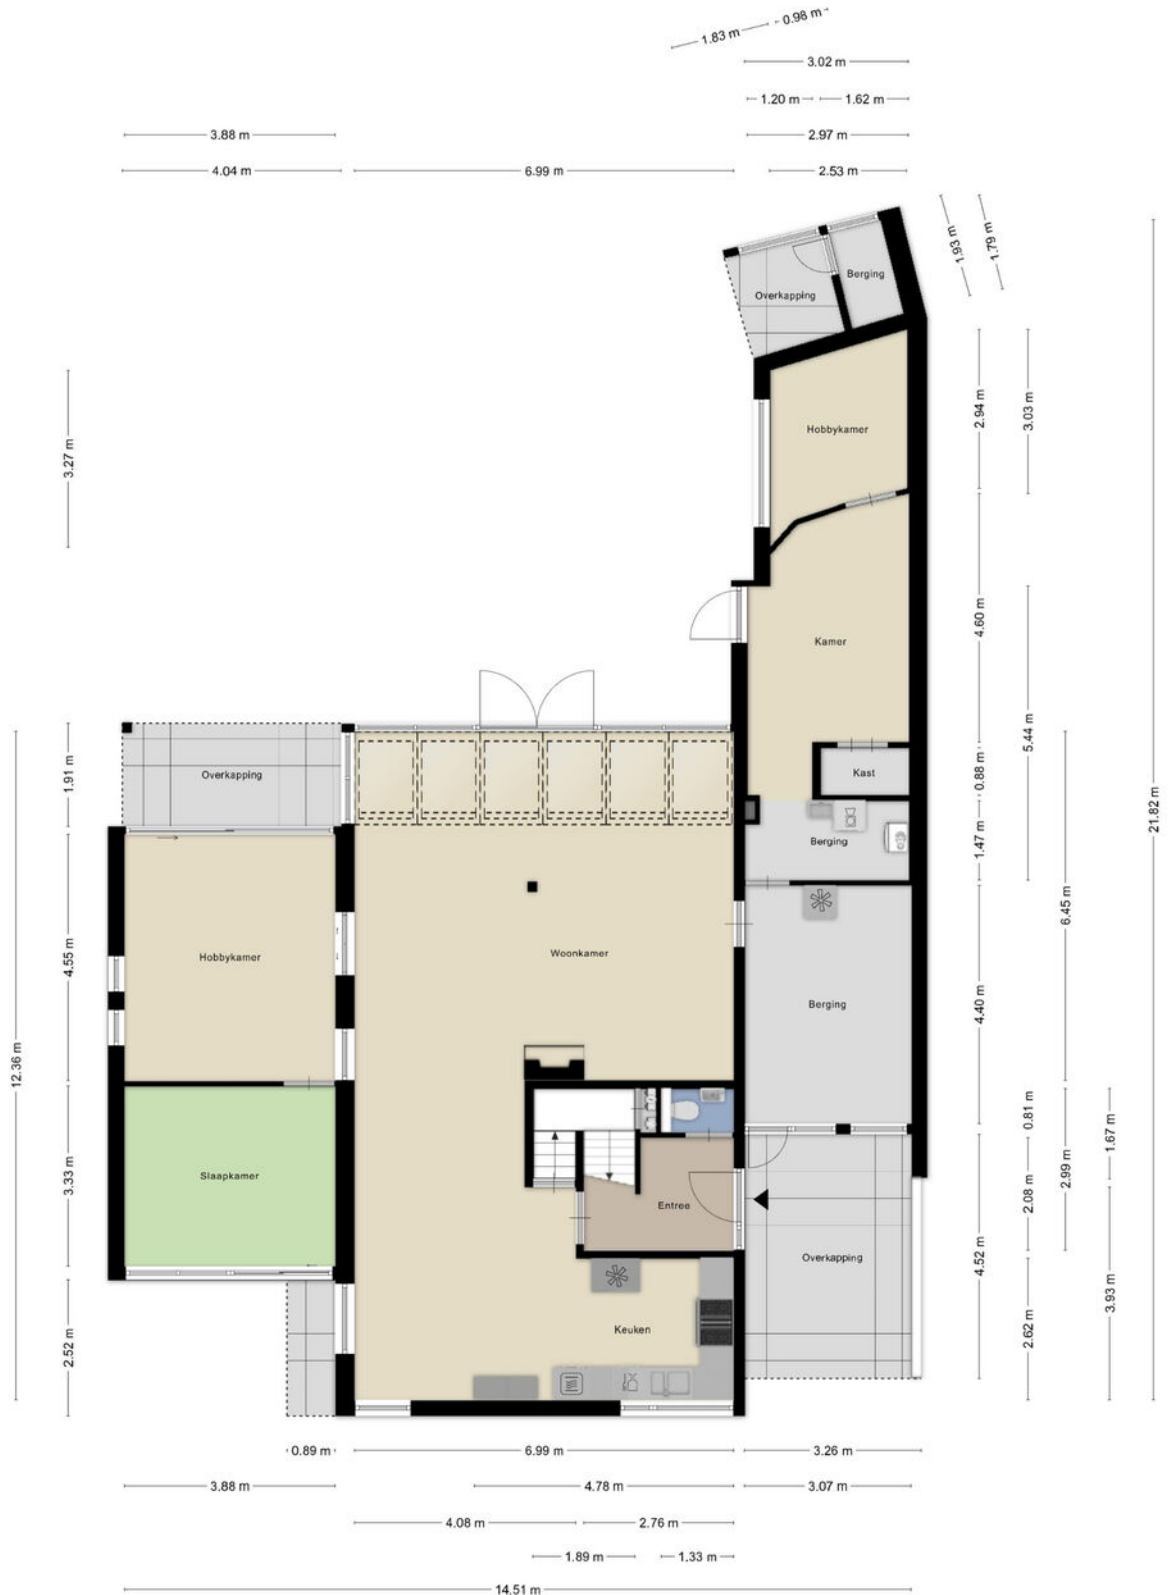 0.98 m
1.83 m
3.02 m
1.20 m
1.62 m
3.88 m
2.97 m
4.04 m
6.99 m
2.53 m
1.93 m
1.79 m
21.82 m
Berging
Overkapping
2.94 m
3.03 m
Hobbykamer
3.27 m
4.60 m
Kamer
5.44 m
1.91 m
Overkapping
Kast
0.88 m
Berging
1.47 m
6.45 m
4.55 m
Hobbykamer
Woonkamer
Berging
4.40 m
12.36 m
0.81 m
1.67 m
3.33 m
Slaapkamer
Entree
2.08 m
2.99 m
Overkapping
4.52 m
3.93 m
2.52 m
Keuken
2.62 m
0.89 m
6.99 m
3.26 m
3.88 m
4.78 m
3.07 m
4.08 m
2.76 m
1.89 m
1.33 m
14.51 m